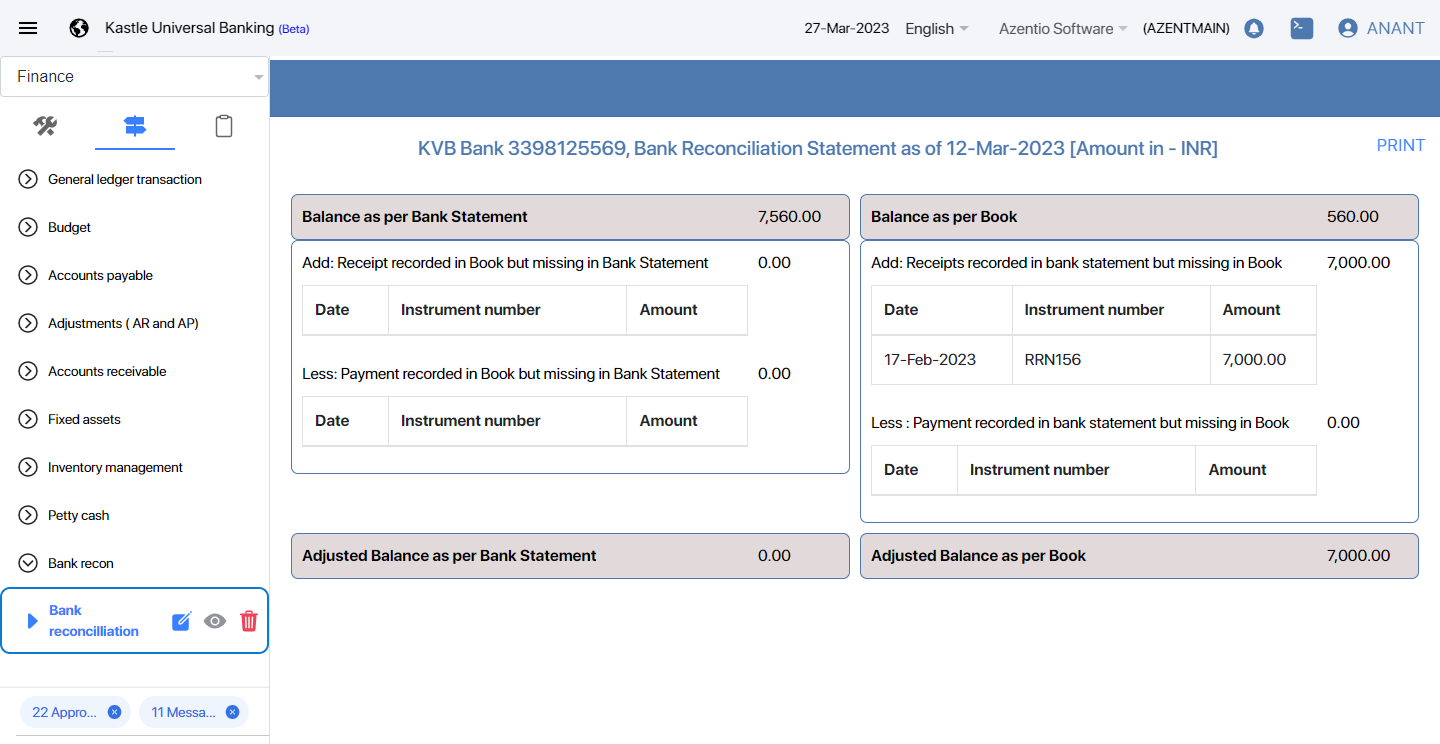 Kastle Universal Banking (Beta)
27-Mar-2023 English Azentio Software (AZENTMAIN) ANANT
Finance
General ledger transaction
Budget
Accounts payable
Adjustments ( AR and AP)
Accounts receivable
Fixed assets
Inventory management
Petty cash
Bank recon
Bank
reconcilliation
22 Appro...
11 Messa...
KVB Bank 3398125569, Bank Reconciliation Statement as of 12-Mar-2023 [Amount in - INR]
PRINT
Balance as per Bank Statement 7,560.00
Add: Receipt recorded in Book but missing in Bank Statement 0.00
Date Instrument number Amount
Less: Payment recorded in Book but missing in Bank Statement 0.00
Date Instrument number Amount
Adjusted Balance as per Bank Statement 0.00
Balance as per Book 560.00
Add: Receipts recorded in bank statement but missing in Book 7,000.00
Date Instrument number Amount
17-Feb-2023 RRN156 7,000.00
Less : Payment recorded in bank statement but missing in Book 0.00
Date Instrument number Amount
Adjusted Balance as per Book 7,000.00